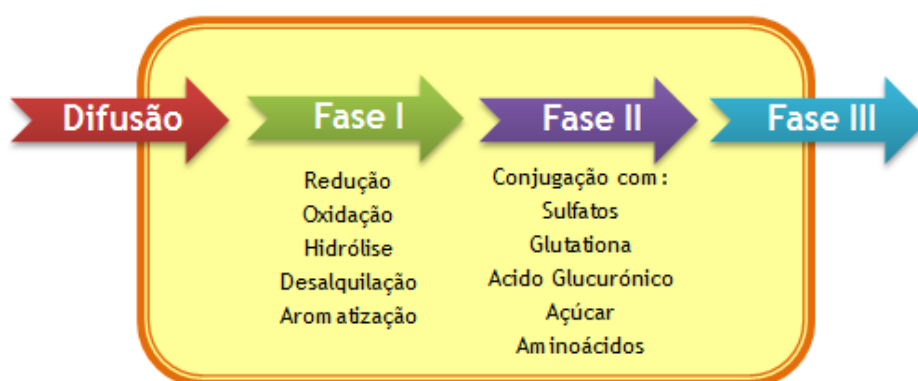 Difusão
Fase I
Fase II
Fase III
Redução
Oxidação
Hidrólise
Desalquilação
Aromatização
Conjugação com:
Sulfatos
Glutationa
Acido Glucurónico
Açúcar
Aminoácidos